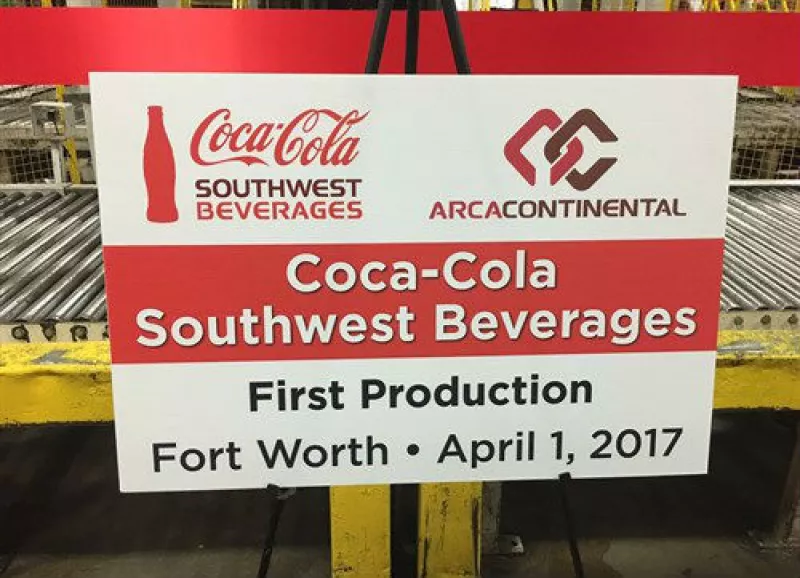 Coca-Cola
SOUTHWEST
BEVERAGES
ARCACONTINENTAL
Coca-Cola
Southwest Beverages
First Production
Fort Worth • April 1, 2017